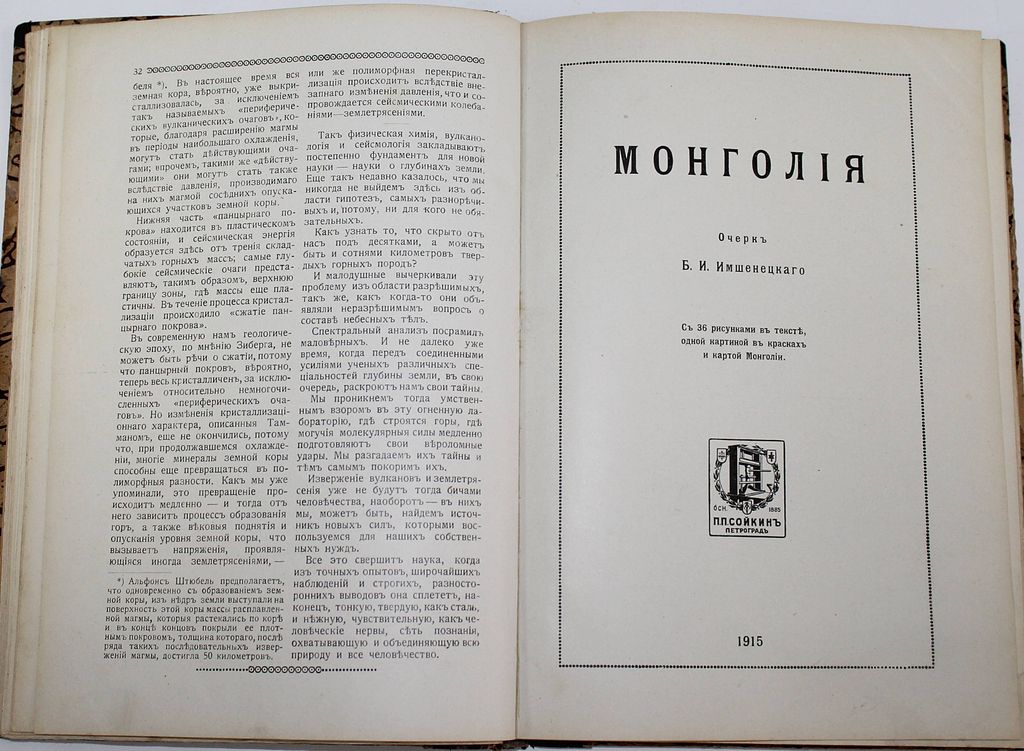 32
беля *). Въ настоящее время вся
земная кора, вѣроятно, уже выкри-
сталлизовалась, за исключеніемъ
такъ называемыхъ «периферичес-
скихъ вулканическихъ очаговъ», ко-
торые, благодаря расширенію магмы
въ періоды наибольшаго охлажденія,
могутъ стать дѣйствующими оча-
гами; впрочемъ, такими же «дѣйству-
ющими» они могутъ стать также
вслѣдствіе давленія, производимаго
на нихъ магмой сосѣднихъ опуска-
ющихся участковъ земной коры.
Нижняя часть «панцырнаго по-
крова» находится въ пластическомъ
состояніи, и сейсмическая энергія
образуется здѣсь отъ тренія склад-
чатыхъ горныхъ массъ; самые глу-
бокіе сейсмическіе очаги предста-
вляютъ, такимъ образомъ, верхнюю
границу зоны, гдѣ массы еще пла-
стичны. Въ теченіе процесса кристал-
лизаціи происходило «сжатіе пан-
цырнаго покрова».
Въ современную намъ геологиче-
скую эпоху, по мнѣнію Зиберга, не
можетъ быть рѣчи о сжатіи, потому
что панцырный покровъ, вѣроятно,
теперь весь кристалличенъ, за исклю-
ченіемъ относительно немногочи-
сленныхъ «периферическихъ оча-
говъ». Но измѣненія кристаллизаці-
оннаго характера, описанныя Там-
маномъ, еще не окончились, потому
что, при продолжавшемся охлажде-
ніи, многіе минералы земной коры
способны еще превращаться въ по-
лиморфныя разности. Какъ мы уже
упоминали, это превращеніе про-
исходитъ медленно — и тогда отъ
него зависитъ процессъ образованія
горъ, а также вѣковыя поднятія и
опусканія уровня земной коры, что
вызываетъ напряженія, проявля-
ющіяся иногда землетрясеніями, —
*) Альфонсъ Штюбель предполагаетъ,
что одновременно съ образованіемъ зем-
ной коры, изъ нѣдръ земли выступали на
поверхность этой коры массы расплавлен-
ной магмы, которыя растекались по корѣ
и въ концѣ концовъ покрыли ее плот-
нымъ покровомъ, толщина котораго, послѣ
ряда такихъ послѣдовательныхъ извер-
женій магмы, достигла 50 километровъ.
или же полиморфная перекристал-
лизація происходитъ вслѣдствіе вне-
запнаго измѣненія давленія, что и со-
провождается сейсмическими колеба-
ніями—землетрясеніями.
Такъ физическая химія, вулкано-
логія и сейсмологія закладываютъ
постепенно фундаментъ для новой
науки — науки о глубинахъ земли.
Еще такъ недавно казалось, что мы
никогда не выйдемъ здѣсь изъ об-
ласти гипотезъ, самыхъ разнорѣчи-
выхъ и, потому, ни для кого не обя-
зательныхъ.
Какъ узнать то, что скрыто отъ
насъ подъ десятками, а можетъ
быть и сотнями километровъ твер-
дыхъ горныхъ породъ?
И малодушные вычеркивали эту
проблему изъ области разрѣшимыхъ,
такъ же, какъ когда-то они объ-
являли неразрѣшимымъ вопросъ о
составѣ небесныхъ тѣлъ.
Спектральный анализъ посрамилъ
маловѣрныхъ. И не далеко уже
время, когда передъ соединенными
усиліями ученыхъ различныхъ спе-
ціальностей глубины земли, въ свою
очередь, раскроютъ намъ свои тайны.
Мы проникнемъ тогда умствен-
нымъ взоромъ въ эту огненную ла-
бораторію, гдѣ строятся горы, гдѣ
могучія молекулярныя силы медленно
подготовляютъ свои вѣроломные
удары. Мы разгадаемъ ихъ тайны и
тѣмъ самымъ покоримъ ихъ.
Изверженіе вулкановъ и землетря-
сенія уже не будутъ тогда бичами
человѣчества, наоборотъ — въ нихъ
мы, можетъ быть, найдемъ источ-
никъ новыхъ силъ, которыми вос-
пользуемся для нашихъ собствен-
ныхъ нуждъ.
Все это свершитъ наука, когда
изъ точныхъ опытовъ, широчайшихъ
наблюденій и строгихъ, разносто-
роннихъ выводовъ она сплететъ, на-
конецъ, тонкую, твердую, какъ сталь,
и нѣжную, чувствительную, какъ че-
ловѣческіе нервы, сѣть познанія,
охватывающую и объединяющую всю
природу и все человѣчество.
МОНГОЛІЯ
Очеркъ
Б. И. Имшенецкаго
Съ 36 рисунками въ текстѣ,
одной картиной въ краскахъ
и картой Монголіи.
ОСН. 1885
П.П.СОЙКИНЪ
ПЕТРОГРАДЪ
1915